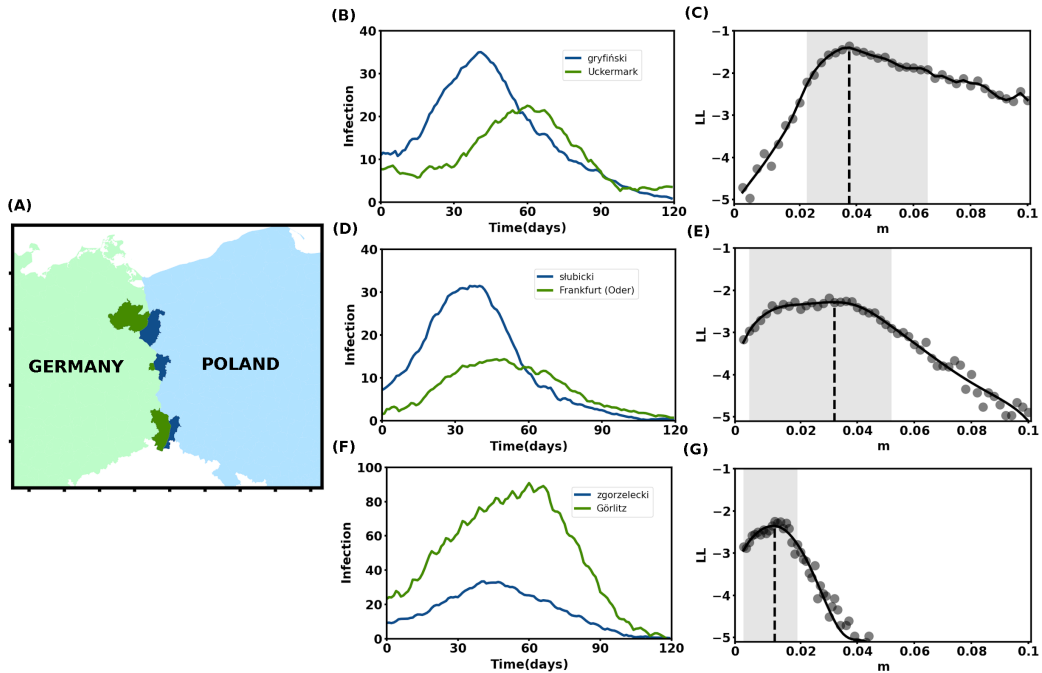 (A)
GERMANY
POLAND
(B)
40
30
20
10
0
Infection
gryfiński
Uckermark
0 30 60 90 120
Time(days)
(C)
−1
−2
−3
−4
−5
LL
0 0.02 0.04 0.06 0.08 0.1
m
(D)
40
30
20
10
0
Infection
słubicki
Frankfurt (Oder)
0 30 60 90 120
Time(days)
(E)
−1
−2
−3
−4
−5
LL
0 0.02 0.04 0.06 0.08 0.1
m
(F)
100
80
60
40
20
0
Infection
zgorzelecki
Görlitz
0 30 60 90 120
Time(days)
(G)
−1
−2
−3
−4
−5
LL
0 0.02 0.04 0.06 0.08 0.1
m